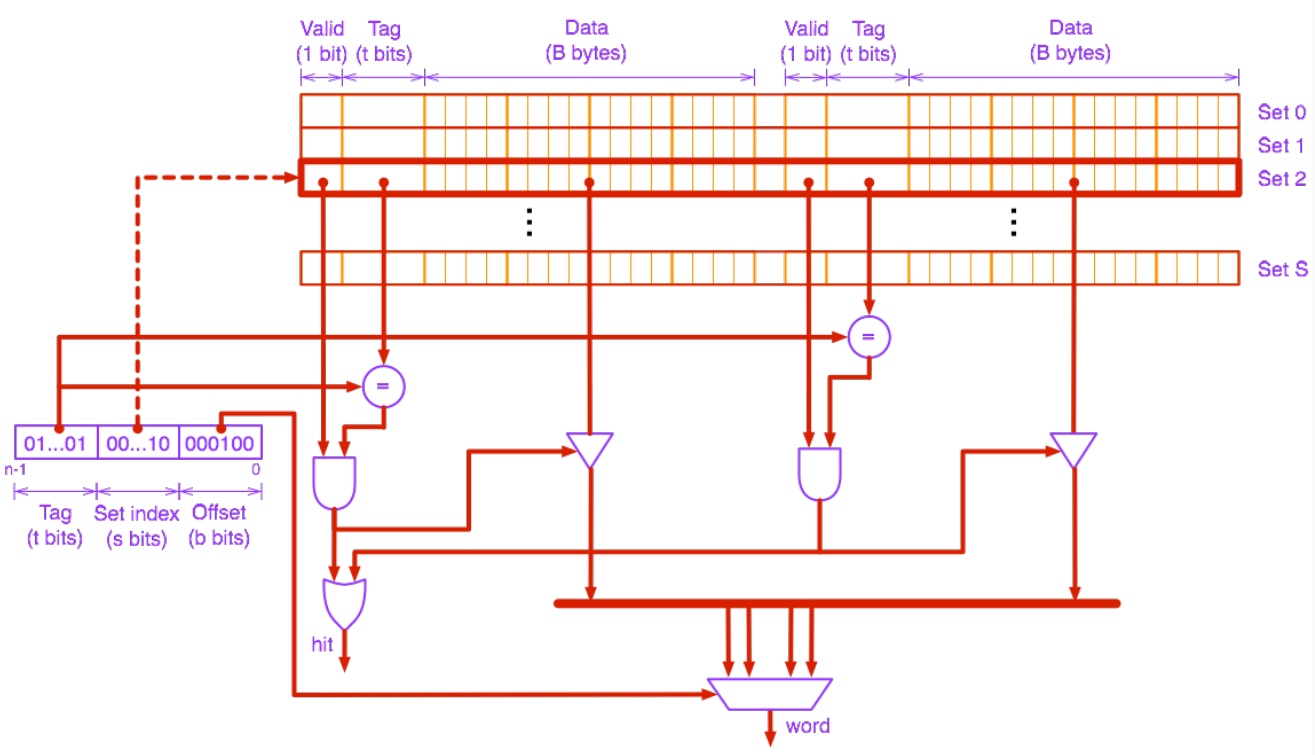 Valid Tag Data Valid Tag Data
(1 bit) (t bits) (B bytes) (1 bit) (t bits) (B bytes)
Set 0
Set 1
Set 2
Set S
=
=
01...01 00...10 000100
n-1 0
Tag Set index Offset
(t bits) (s bits) (b bits)
hit
word